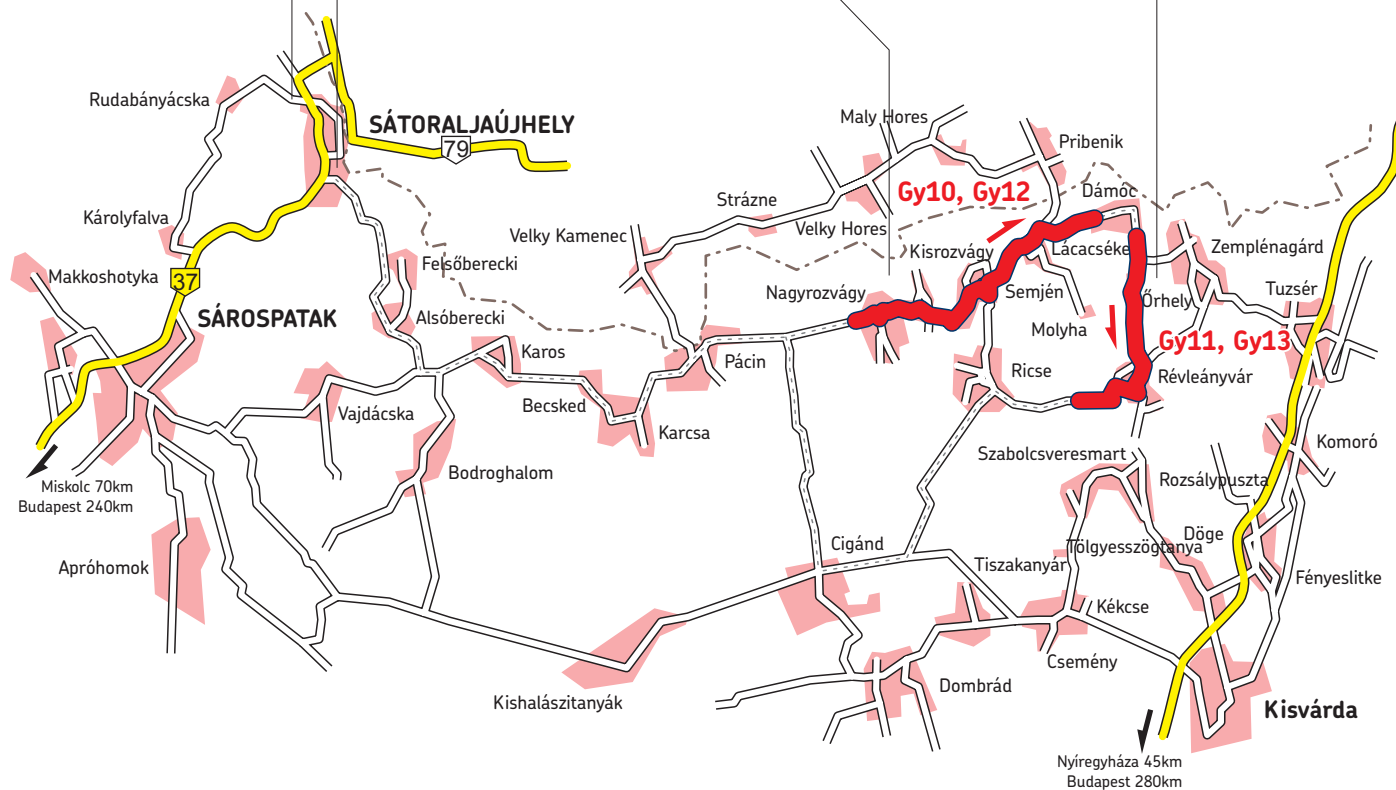 Rudabányácska
SÁTORALJAÚJHELY
79
Maly Hores
Pribenik
Gy10, Gy12
Dámóc
Károlyfalva
Strázne
Velky Kamenec
Velky Hores
Kisrozvágy
Lácacséke
Zemplénagárd
Makkoshotyka
37
Felsőberecki
Nagyrozvágy
Semjén
Őrhely
Tuzsér
SÁROSPATAK
Alsóberecki
Molyha
Gy11, Gy13
Karos
Pácin
Ricse
Révleányvár
Becsked
Vajdácska
Karcsa
Komoró
Szabolcsveresmart
Bodroghalom
Rozsálypuszta
Miskolc 70km
Budapest 240km
Döge
Cigánd
Tölgyesszögtanya
Apróhomok
Tiszakanyár
Fényeslitke
Kékcse
Csemény
Dombrád
Kishalászitanyák
Kisvárda
Nyíregyháza 45km
Budapest 280km